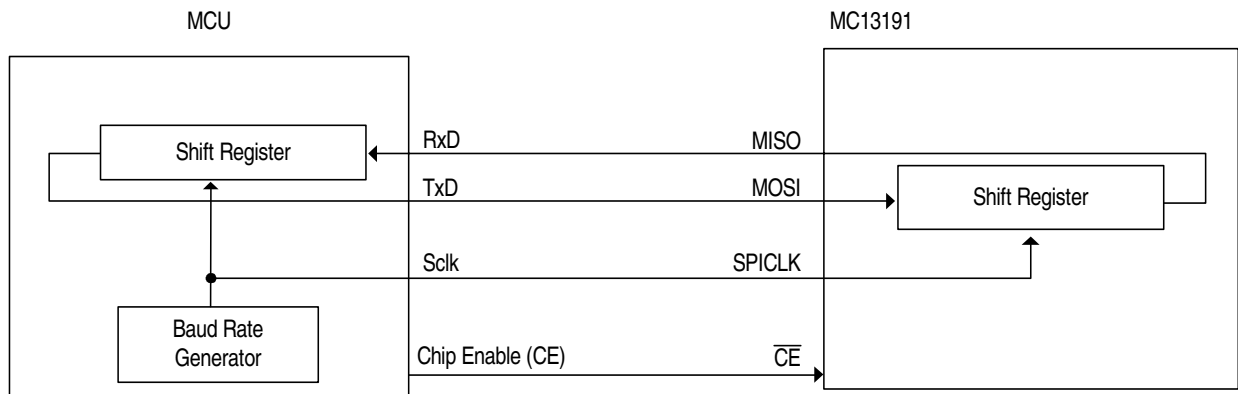 MCU
MC13191
Shift Register
RxD
MISO
TxD
MOSI
Shift Register
Sclk
SPICLK
Baud Rate
Generator
Chip Enable (CE)
CE